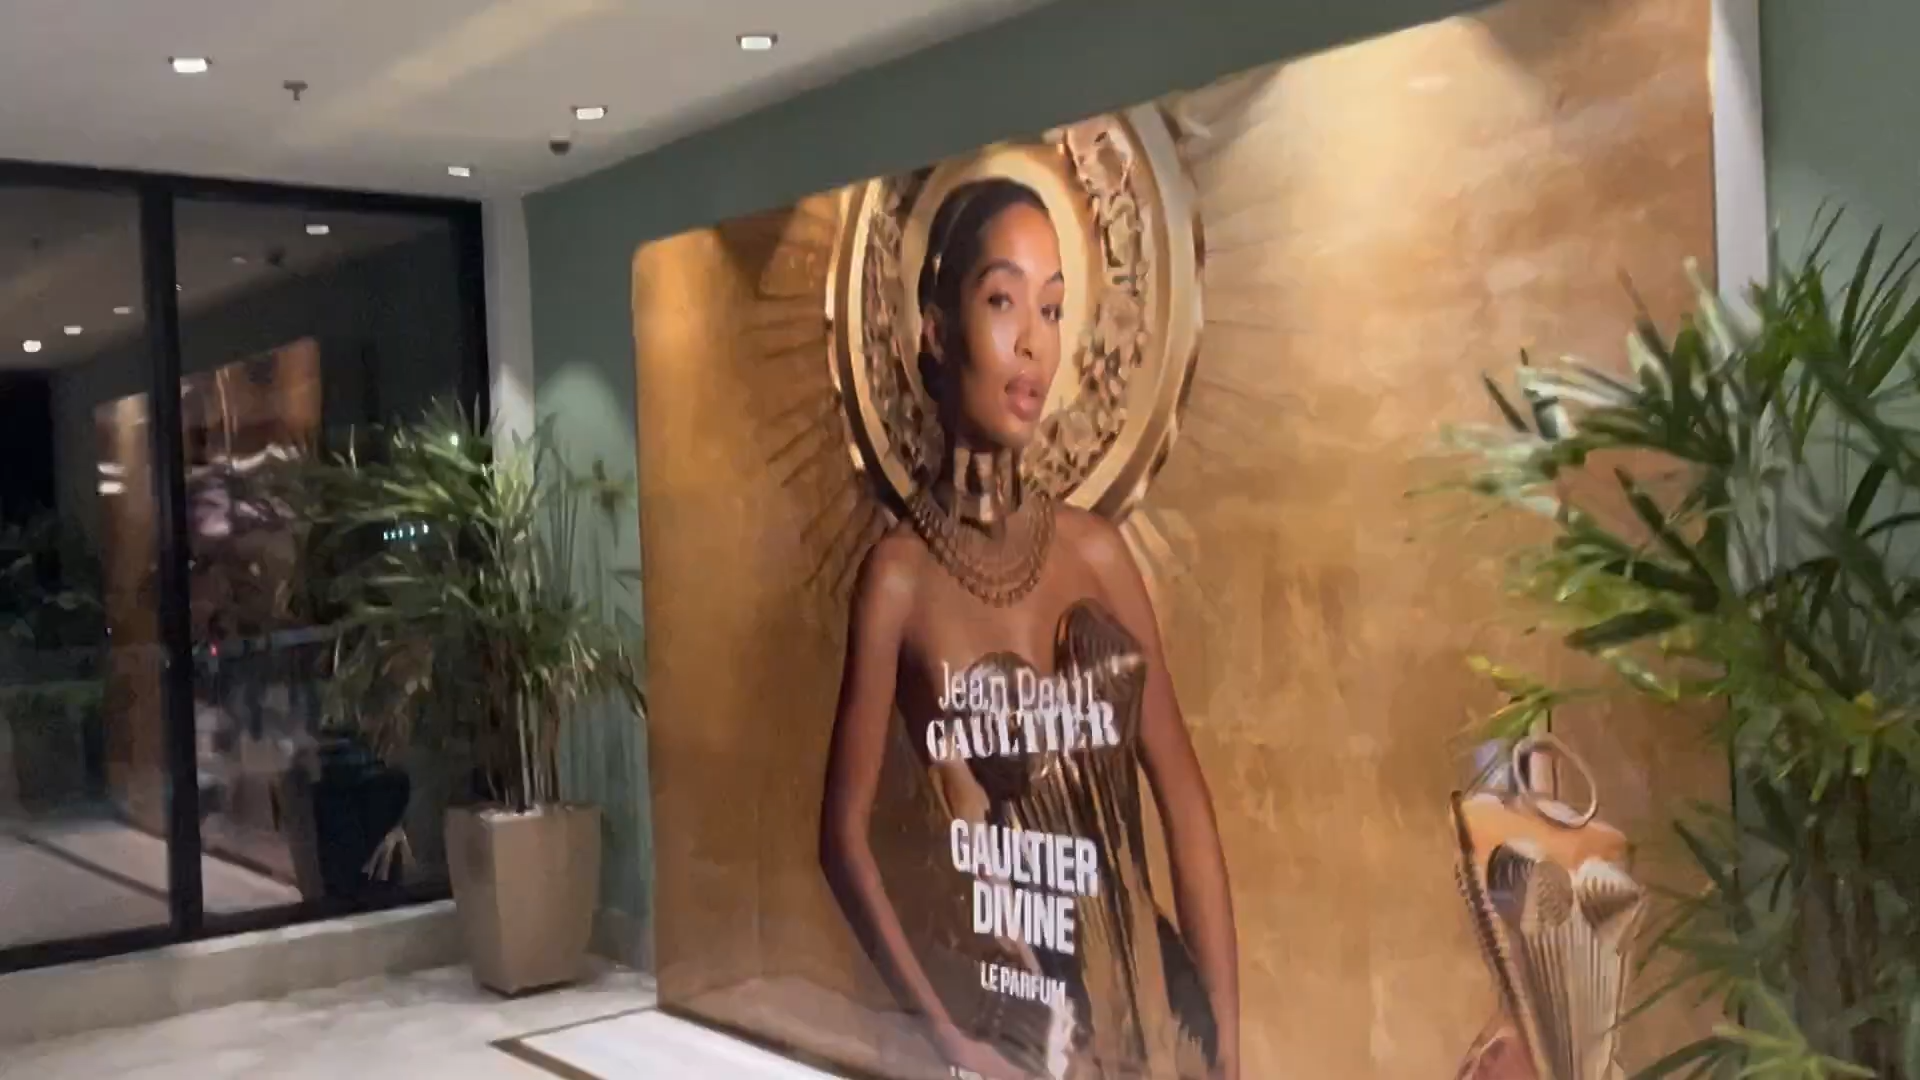 Jean Paul
GAULTIER
GAULTIER
DIVINE
LE PARFUM